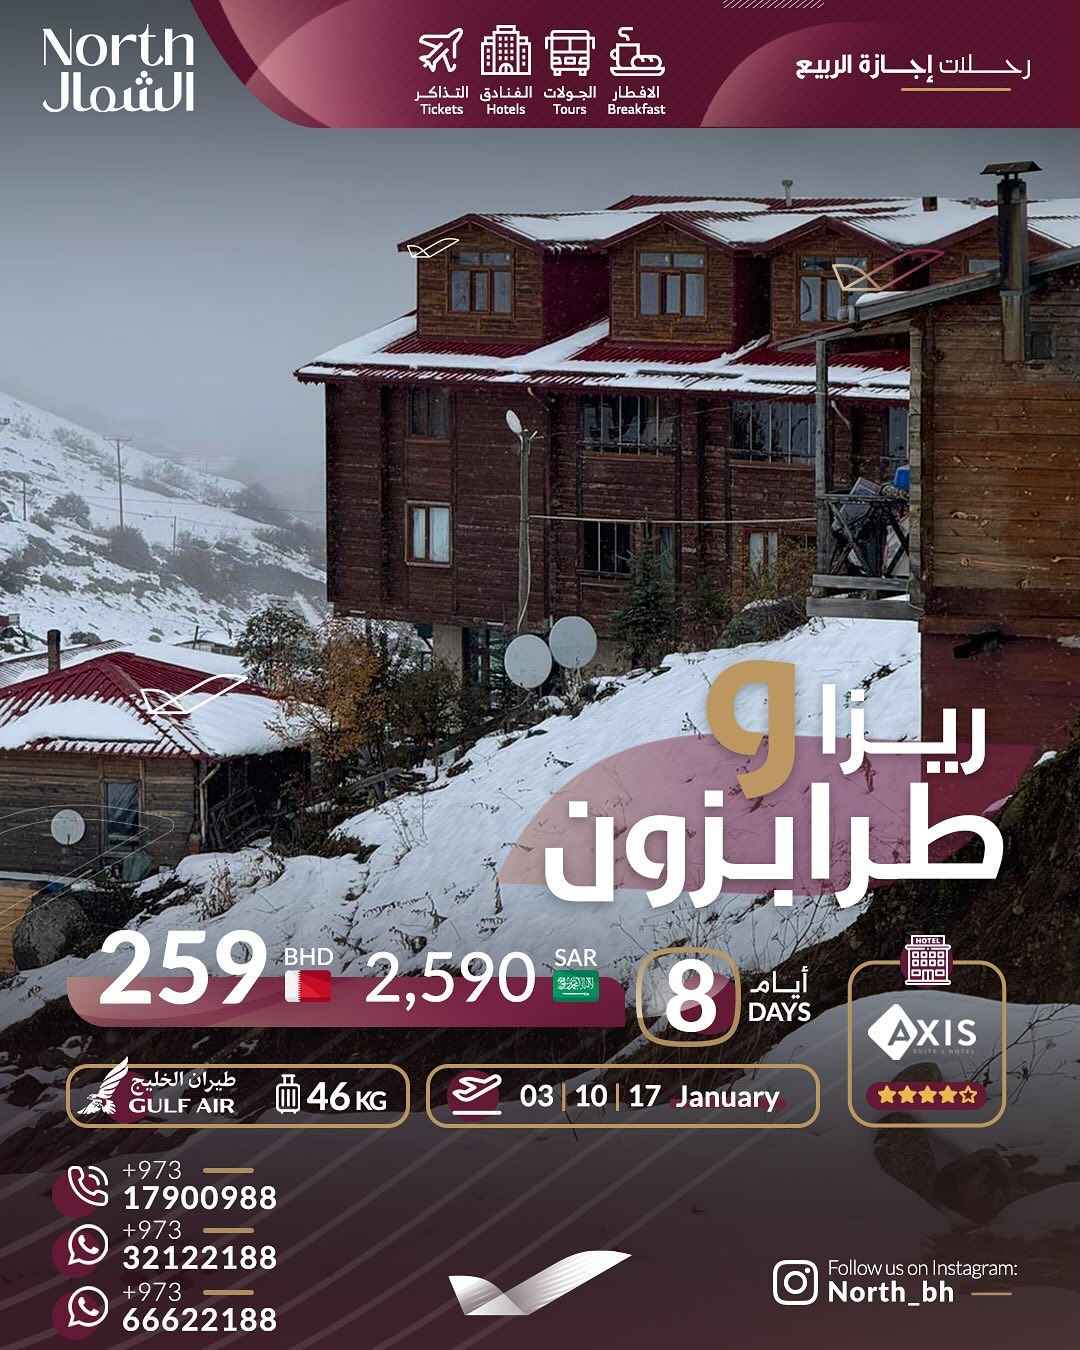 North
الشمال
التذاكر
Tickets
الفنادق
Hotels
الجولات
Tours
الافطار
Breakfast
رحلات إجازة الربيع
ريزا و
طرابزون
259 BHD
2,590 SAR
8 أيام
DAYS
HOTEL
AXIS
SUITE & HOTEL
طيران الخليج
GULF AIR
46 KG
03 | 10 | 17 January
+973
17900988
+973
32122188
+973
66622188
Follow us on Instagram:
North_bh